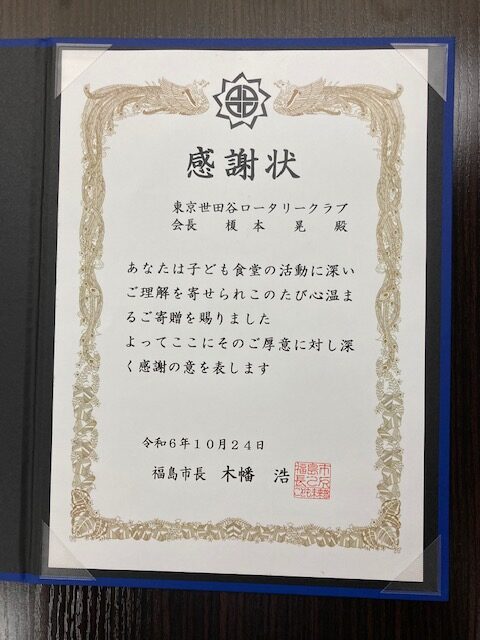 感謝状
東京世田谷ロータリークラブ
会長 榎本 晃 殿
あなたは子ども食堂の活動に深い
ご理解を寄せられこのたび心温ま
るご寄贈を賜りました
よってここにそのご厚意に対し深
く感謝の意を表します
令和6年10月24日
福島市長 木幡 浩